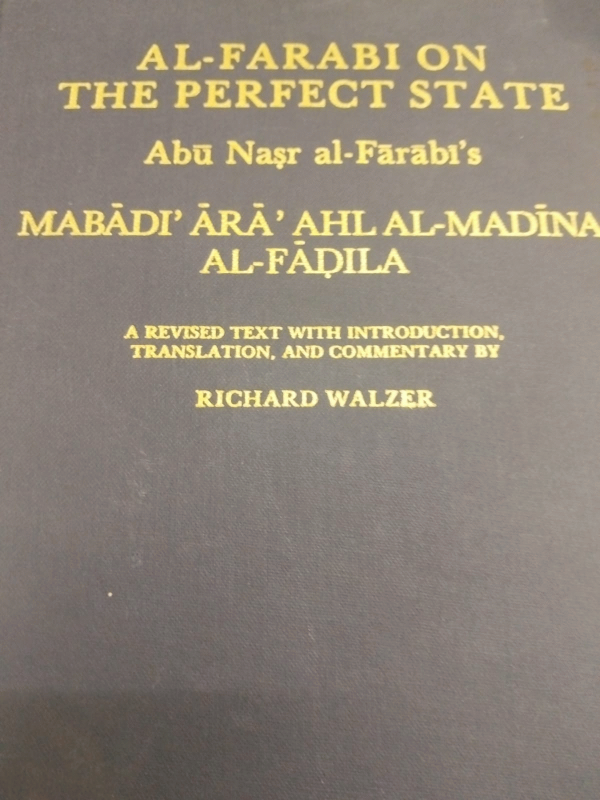 AL-FARABI ON
THE PERFECT STATE
Abū Naṣr al-Fārābī's
MABĀDI' ĀRĀ' AHL AL-MADĪNA
AL-FĀḌILA
A REVISED TEXT WITH INTRODUCTION,
TRANSLATION, AND COMMENTARY BY
RICHARD WALZER